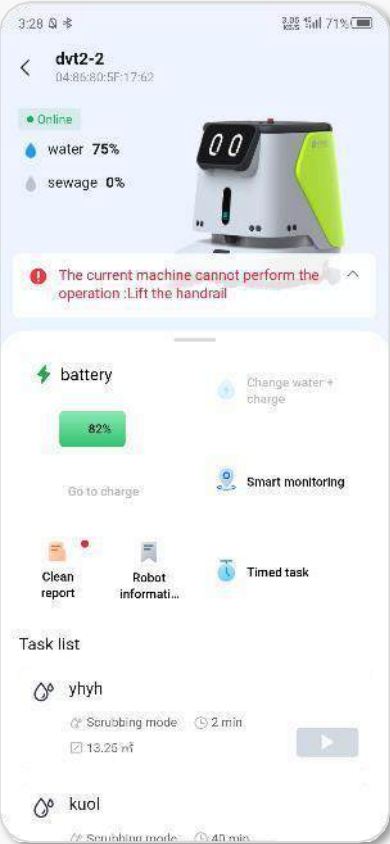 3:28
71%
dvt2-2
04:86:80:5F:17:62
Online
water 75%
sewage 0%
The current machine cannot perform the
operation :Lift the handrail
battery
82%
Go to charge
Change water +
charge
Smart monitoring
Clean
report
Robot
informati...
Timed task
Task list
yhyh
Scrubbing mode 2 min
13.25 ㎡
kuol
Scrubbing mode 40 min